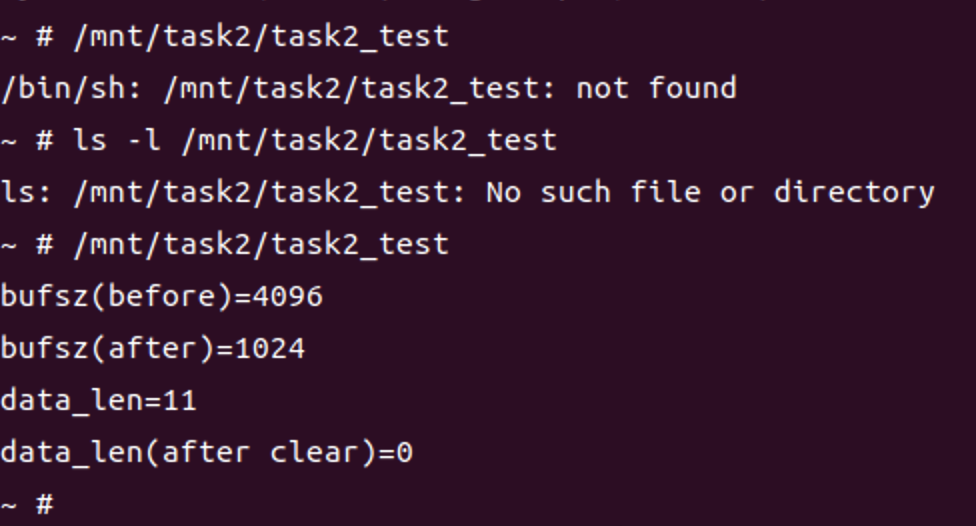 ~ # /mnt/task2/task2_test
/bin/sh: /mnt/task2/task2_test: not found
~ # ls -l /mnt/task2/task2_test
ls: /mnt/task2/task2_test: No such file or directory
~ # /mnt/task2/task2_test
bufsz(before)=4096
bufsz(after)=1024
data_len=11
data_len(after clear)=0
~ #